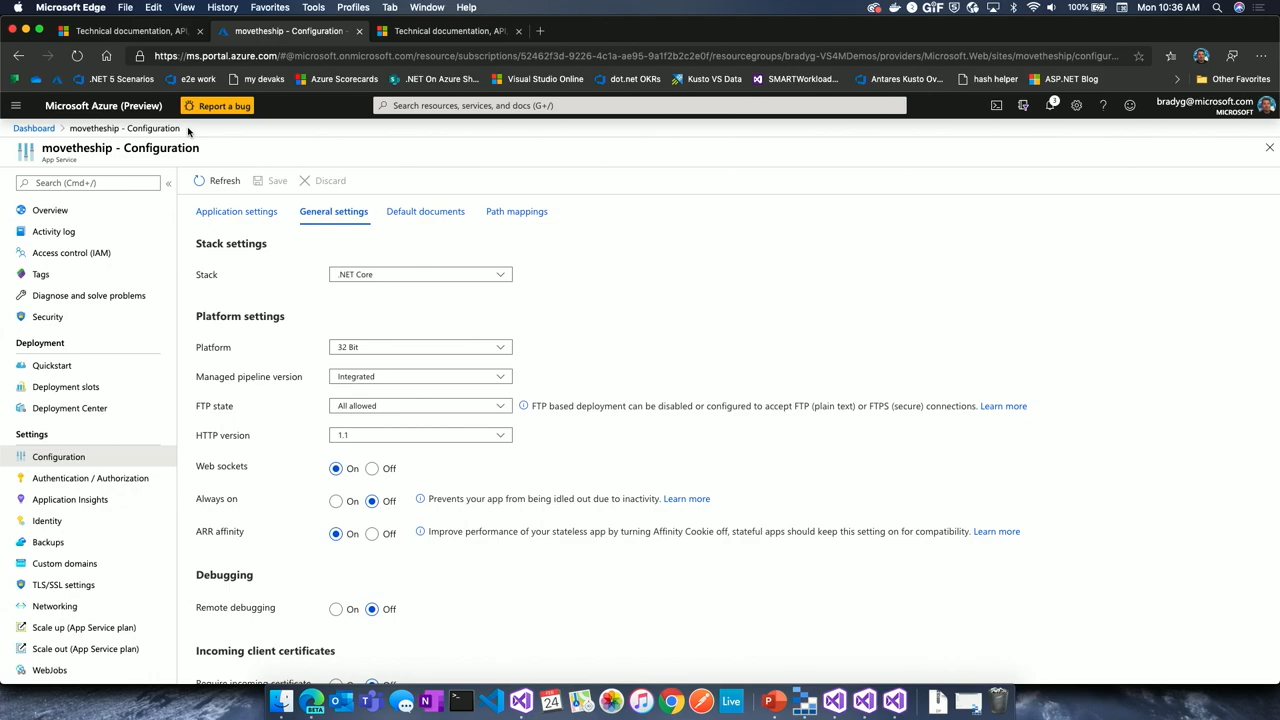 Edge File Edit View History Favorites Tools Profiles Tab Window Help 100% Mon 10:36 AM
Technical documentation, API, movetheship - Configuration - Technical documentation, API,
https://ms.portal.azure.com/#@microsoft.onmicrosoft.com/resource/subscriptions/52462f3d-9226-4c1a-ae95-9a1f2b2c2e0f/resourcegroups/bradyg-VS4MDemos/providers/Microsoft.Web/sites/movetheship/configur...
.NET 5 Scenarios e2e work my devaks Azure Scorecards .NET On Azure Sh... Visual Studio Online dot.net OKRs Kusto VS Data SMARTWorkload... Antares Kusto Ov... hash helper ASP.NET Blog Other Favorites
Microsoft Azure (Preview) Report a bug Search resources, services, and docs (G+/) 3 bradyg@microsoft.com
MICROSOFT
Dashboard > movetheship - Configuration
movetheship - Configuration
App Service
Search (Cmd+/) «
Refresh Save Discard
Overview
Activity log
Access control (IAM)
Tags
Diagnose and solve problems
Security
Deployment
Quickstart
Deployment slots
Deployment Center
Settings
Configuration
Authentication / Authorization
Application Insights
Identity
Backups
Custom domains
TLS/SSL settings
Networking
Scale up (App Service plan)
Scale out (App Service plan)
WebJobs
Application settings General settings Default documents Path mappings
Stack settings
Stack .NET Core
Platform settings
Platform 32 Bit
Managed pipeline version Integrated
FTP state All allowed FTP based deployment can be disabled or configured to accept FTP (plain text) or FTPS (secure) connections. Learn more
HTTP version 1.1
Web sockets On Off
Always on On Off Prevents your app from being idled out due to inactivity. Learn more
ARR affinity On Off Improve performance of your stateless app by turning Affinity Cookie off, stateful apps should keep this setting on for compatibility. Learn more
Debugging
Remote debugging On Off
Incoming client certificates
Require incoming certificate
24 Live